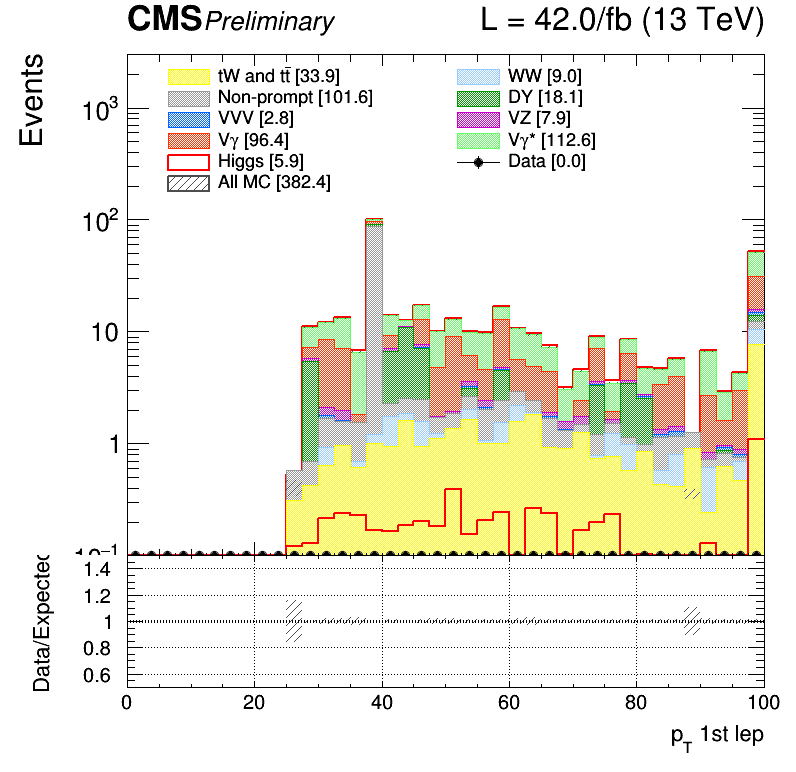 CMS Preliminary L = 42.0/fb (13 TeV)
Events
tW and tt̄ [33.9] WW [9.0]
Non-prompt [101.6] DY [18.1]
VVV [2.8] VZ [7.9]
Vγ [96.4] Vγ* [112.6]
Higgs [5.9] Data [0.0]
All MC [382.4]
10³
10²
10
1
10⁻¹
Data/Expected
1.4
1.2
1
0.8
0.6
0 20 40 60 80 100
p_T 1st lep